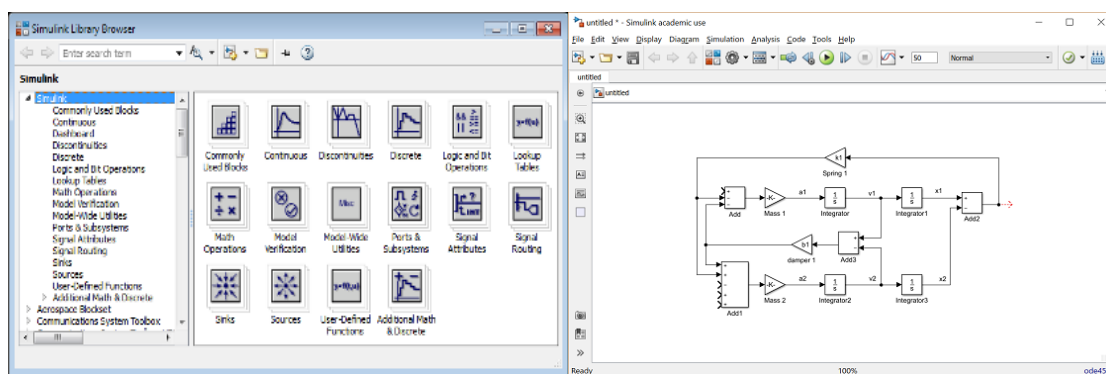 Simulink Library Browser
Enter search term
Simulink
Simulink
Commonly Used Blocks
Continuous
Dashboard
Discontinuities
Discrete
Logic and Bit Operations
Lookup Tables
Math Operations
Model Verification
Model-Wide Utilities
Ports & Subsystems
Signal Attributes
Signal Routing
Sinks
Sources
User-Defined Functions
Additional Math & Discrete
Aerospace Blockset
Communications System Toolbox
y=f(u)
Commonly Used Blocks
Continuous
Discontinuities
Discrete
Logic and Bit Operations
Lookup Tables
Misc
Math Operations
Model Verification
Model-Wide Utilities
Ports & Subsystems
Signal Attributes
Signal Routing
y=f(u)
Sinks
Sources
User-Defined Functions
Additional Math & Discrete
untitled * - Simulink academic use
File Edit View Display Diagram Simulation Analysis Code Tools Help
50 Normal
untitled
untitled
k1
Spring 1
Add
-K-
Mass 1
a1
1/s
Integrator
v1
1/s
Integrator1
x1
Add2
b1
damper 1
Add3
Add1
-K-
Mass 2
a2
1/s
Integrator2
v2
1/s
Integrator3
x2
Ready 100% ode45